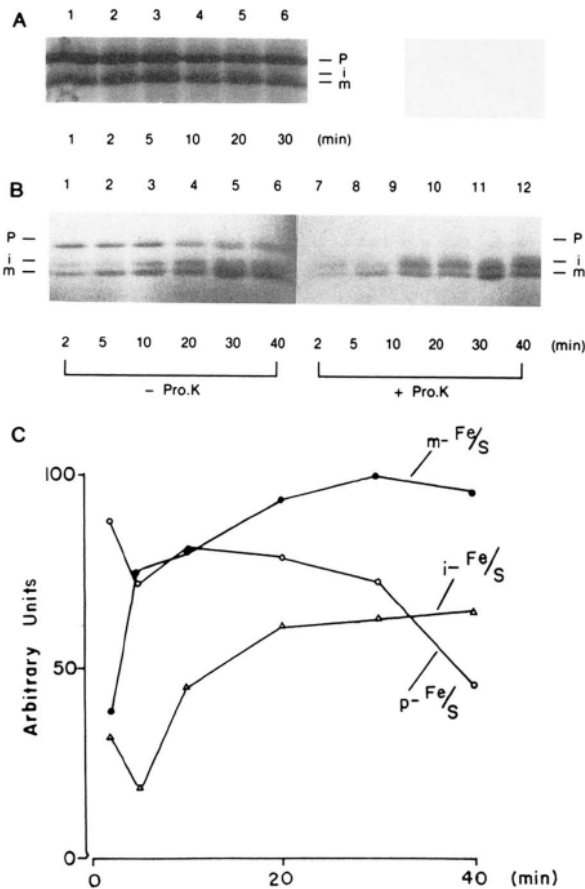 A 1 2 3 4 5 6
P
i
m
1 2 5 10 20 30 (min)
B 1 2 3 4 5 6 7 8 9 10 11 12
P P
i i
m m
2 5 10 20 30 40 2 5 10 20 30 40 (min)
– Pro.K + Pro.K
C
m- Fe/S
100
i- Fe/S
50
p- Fe/S
Arbitrary Units
0
0 20 40 (min)